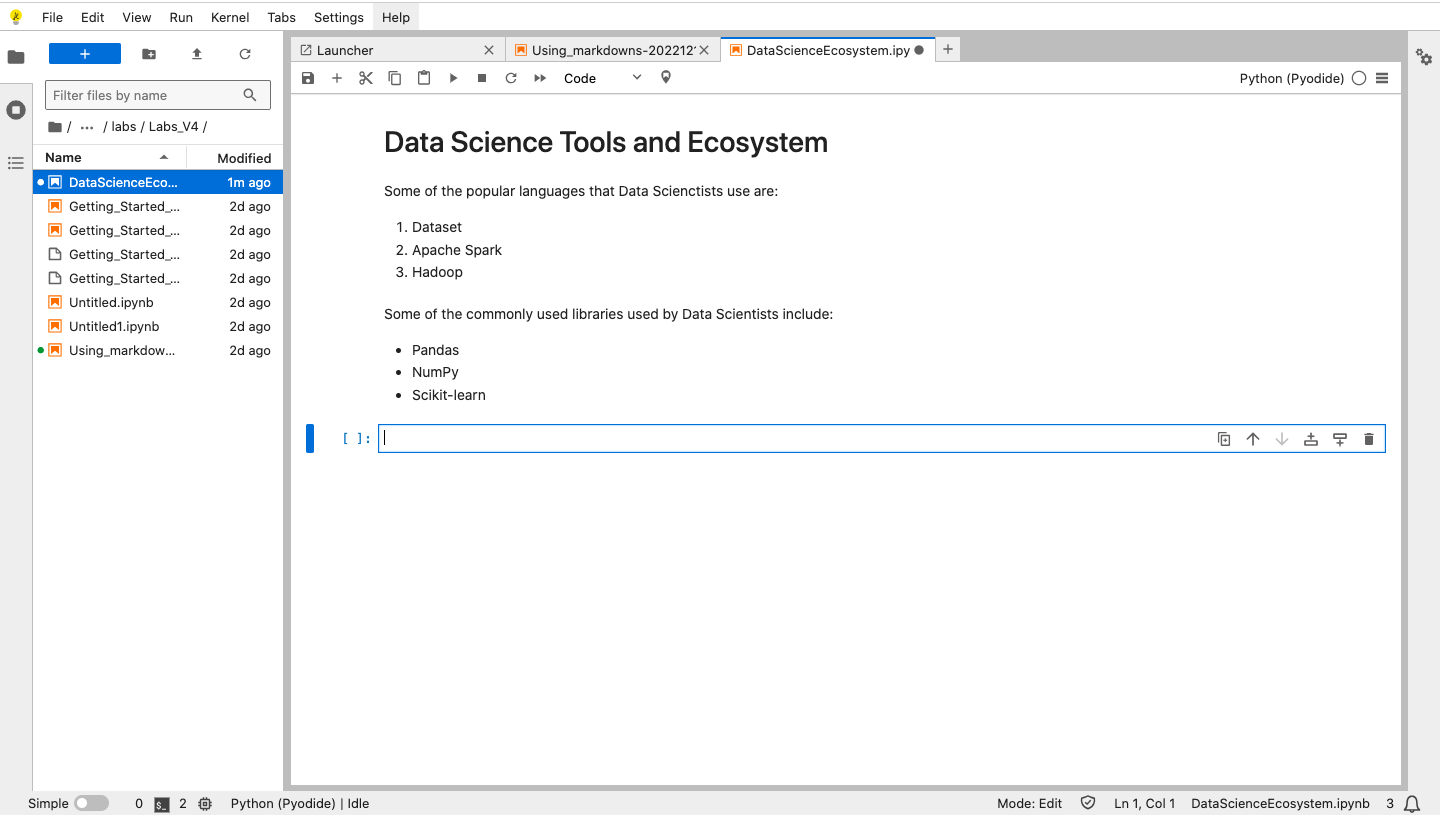 File Edit View Run Kernel Tabs Settings Help
+
Filter files by name
/ ... / labs / Labs_V4 /
Name Modified
DataScienceEco... 1m ago
Getting_Started_... 2d ago
Getting_Started_... 2d ago
Getting_Started_... 2d ago
Getting_Started_... 2d ago
Untitled.ipynb 2d ago
Untitled1.ipynb 2d ago
Using_markdow... 2d ago
Launcher Using_markdowns-202212 DataScienceEcosystem.ipy
Code Python (Pyodide)
Data Science Tools and Ecosystem
Some of the popular languages that Data Scienctists use are:
1. Dataset
2. Apache Spark
3. Hadoop
Some of the commonly used libraries used by Data Scientists include:
• Pandas
• NumPy
• Scikit-learn
[ ]:
Simple 0 $_ 2 Python (Pyodide) | Idle Mode: Edit Ln 1, Col 1 DataScienceEcosystem.ipynb 3